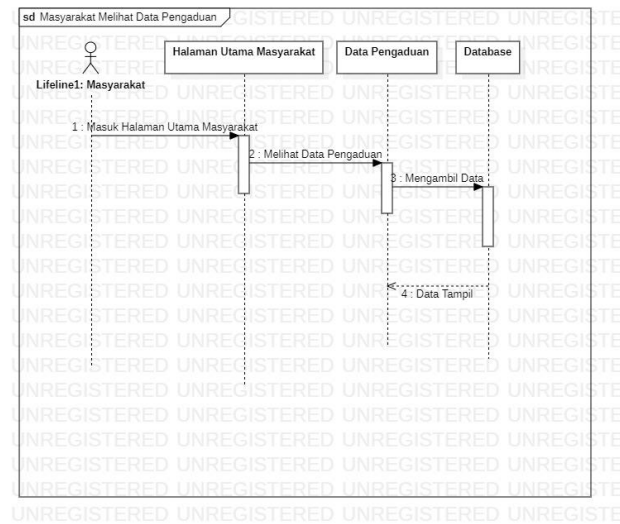 sd Masyarakat Melihat Data Pengaduan
Halaman Utama Masyarakat
Data Pengaduan
Database
Lifeline1: Masyarakat
1 : Masuk Halaman Utama Masyarakat
2 : Melihat Data Pengaduan
3 : Mengambil Data
4 : Data Tampil
UNREGISTERED